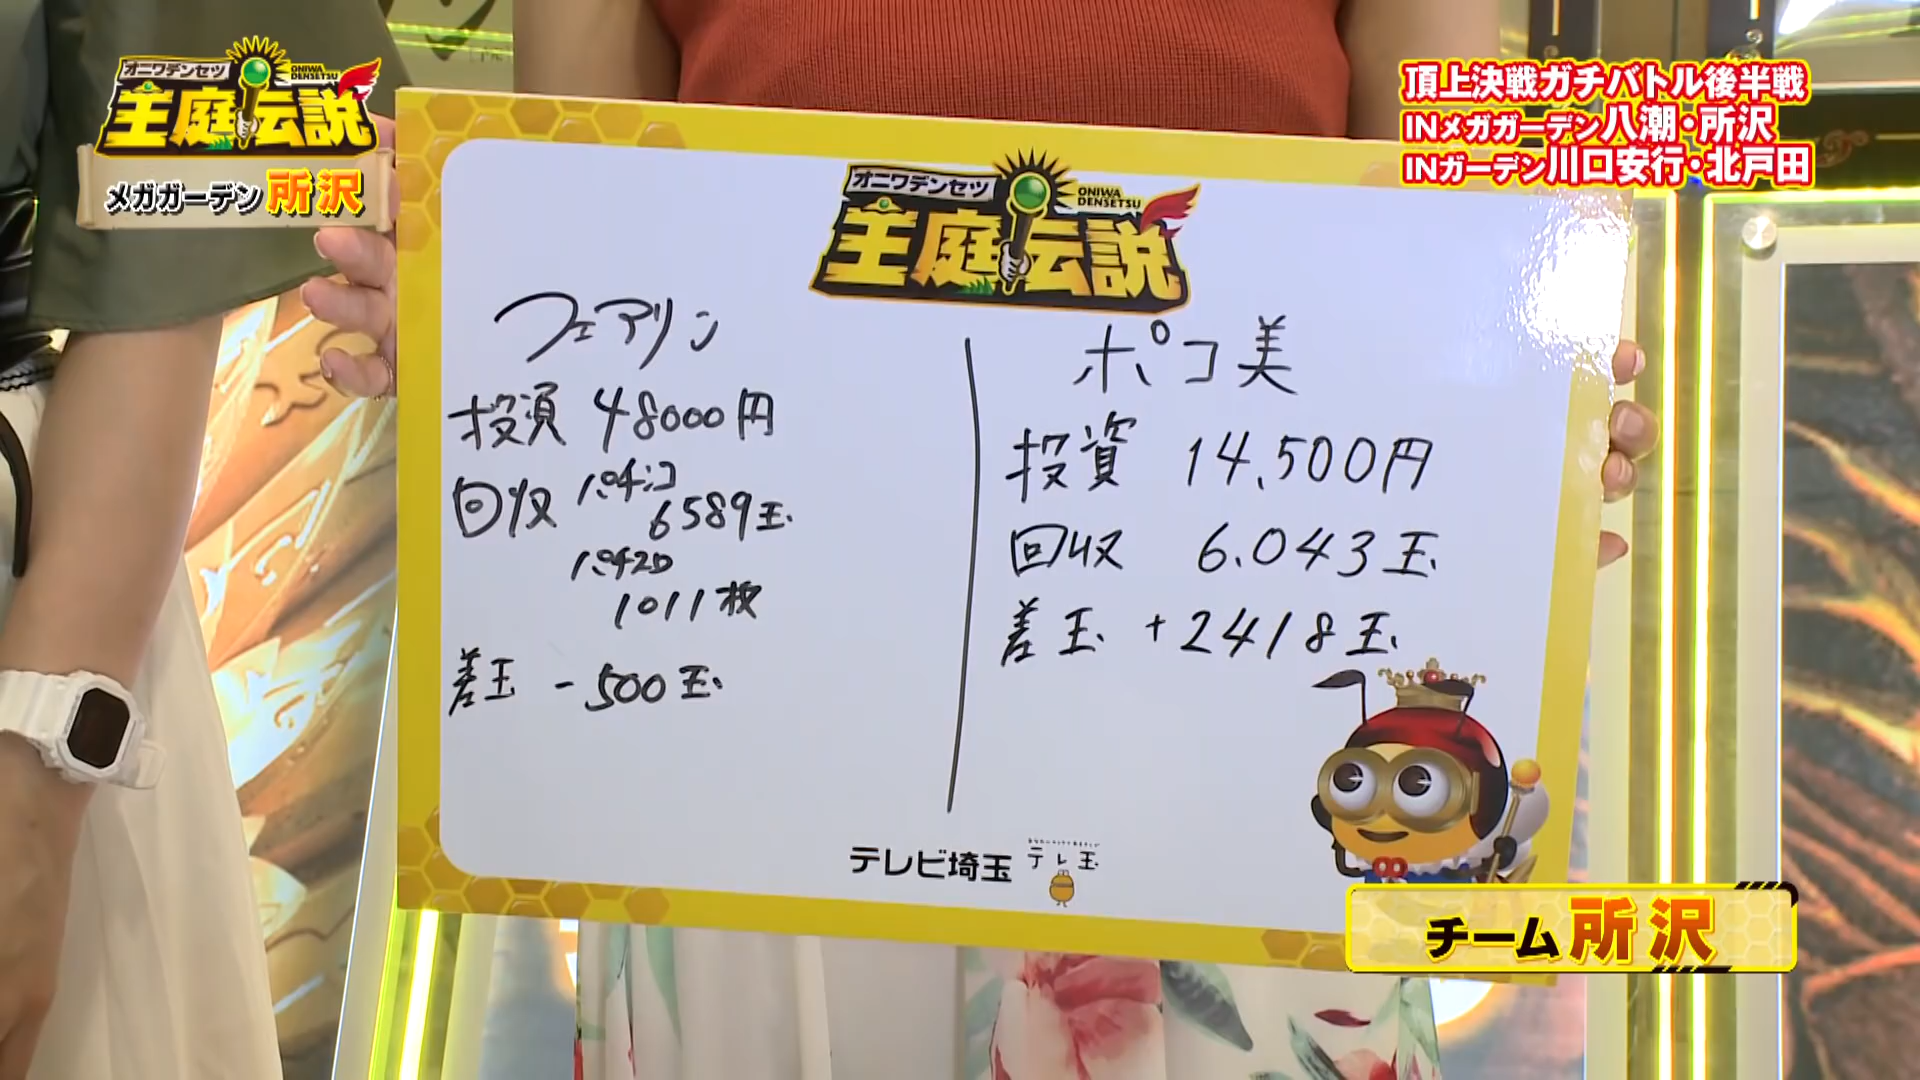 オニワデンセツ
ONIWA DENSETSU
王庭伝説
メガガーデン 所沢
頂上決戦ガチバトル後半戦
INメガガーデン八潮・所沢
INガーデン川口安行・北戸田
オニワデンセツ
ONIWA DENSETSU
王庭伝説
フェアリン
投資 48000円
回収 パチンコ
6589玉
パチスロ
1011枚
差玉 -500玉
ポコ美
投資 14,500円
回収 6.043玉
差玉 +2418玉
テレビ埼玉
テレ玉
チーム 所沢